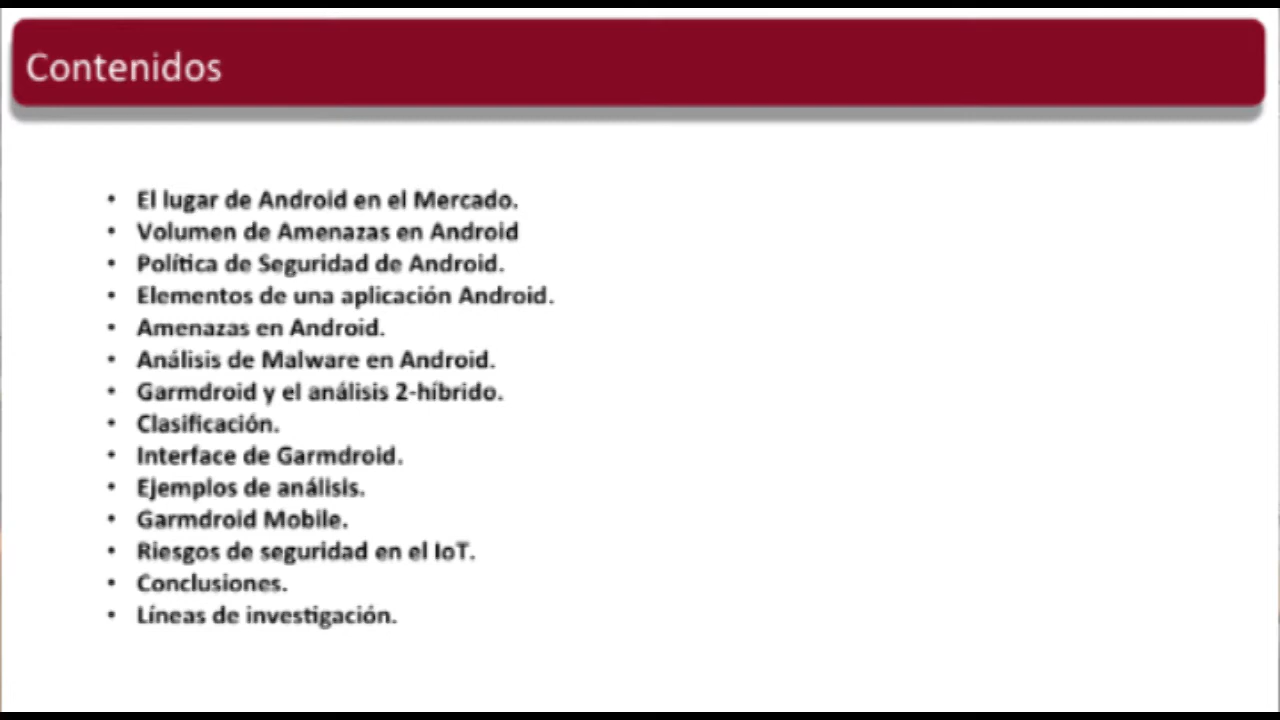 Contenidos
• El lugar de Android en el Mercado.
• Volumen de Amenazas en Android
• Política de Seguridad de Android.
• Elementos de una aplicación Android.
• Amenazas en Android.
• Análisis de Malware en Android.
• Garmdroid y el análisis 2-híbrido.
• Clasificación.
• Interface de Garmdroid.
• Ejemplos de análisis.
• Garmdroid Mobile.
• Riesgos de seguridad en el IoT.
• Conclusiones.
• Líneas de investigación.